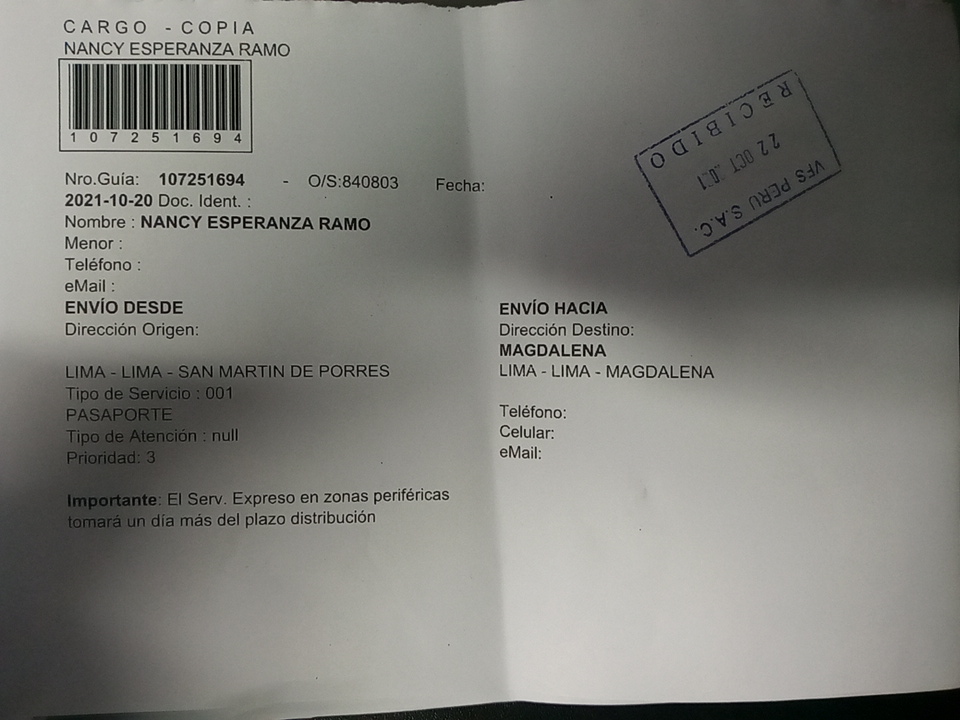 CARGO - COPIA
NANCY ESPERANZA RAMO
107251694
Nro.Guía: 107251694 - O/S:840803 Fecha:
2021-10-20 Doc. Ident. :
Nombre : NANCY ESPERANZA RAMO
Menor :
Teléfono :
eMail :
ENVÍO DESDE
Dirección Origen:
LIMA - LIMA - SAN MARTIN DE PORRES
Tipo de Servicio : 001
PASAPORTE
Tipo de Atención : null
Prioridad: 3
Importante: El Serv. Expreso en zonas periféricas
tomará un día más del plazo distribución
ENVÍO HACIA
Dirección Destino:
MAGDALENA
LIMA - LIMA - MAGDALENA
Teléfono:
Celular:
eMail:
VFS PERU S.A.C.
22 OCT
RECIBIDO